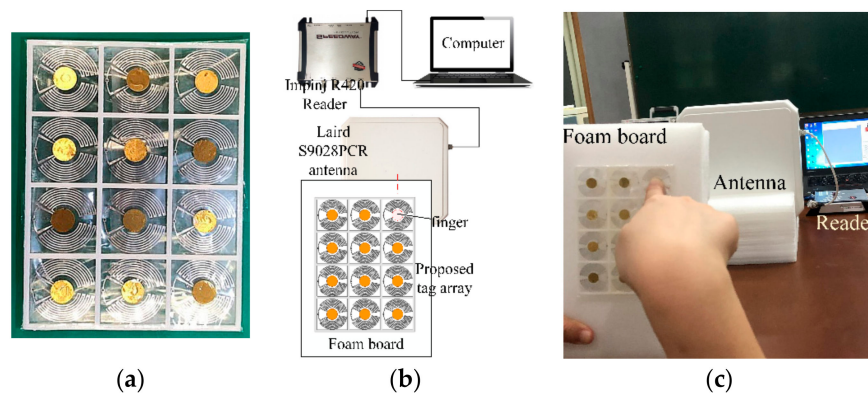 (a)
Computer
Impinj R420
Reader
Laird
S9028PCR
antenna
finger
Proposed
tag array
Foam board
(b)
Foam board
Antenna
Reade
(c)